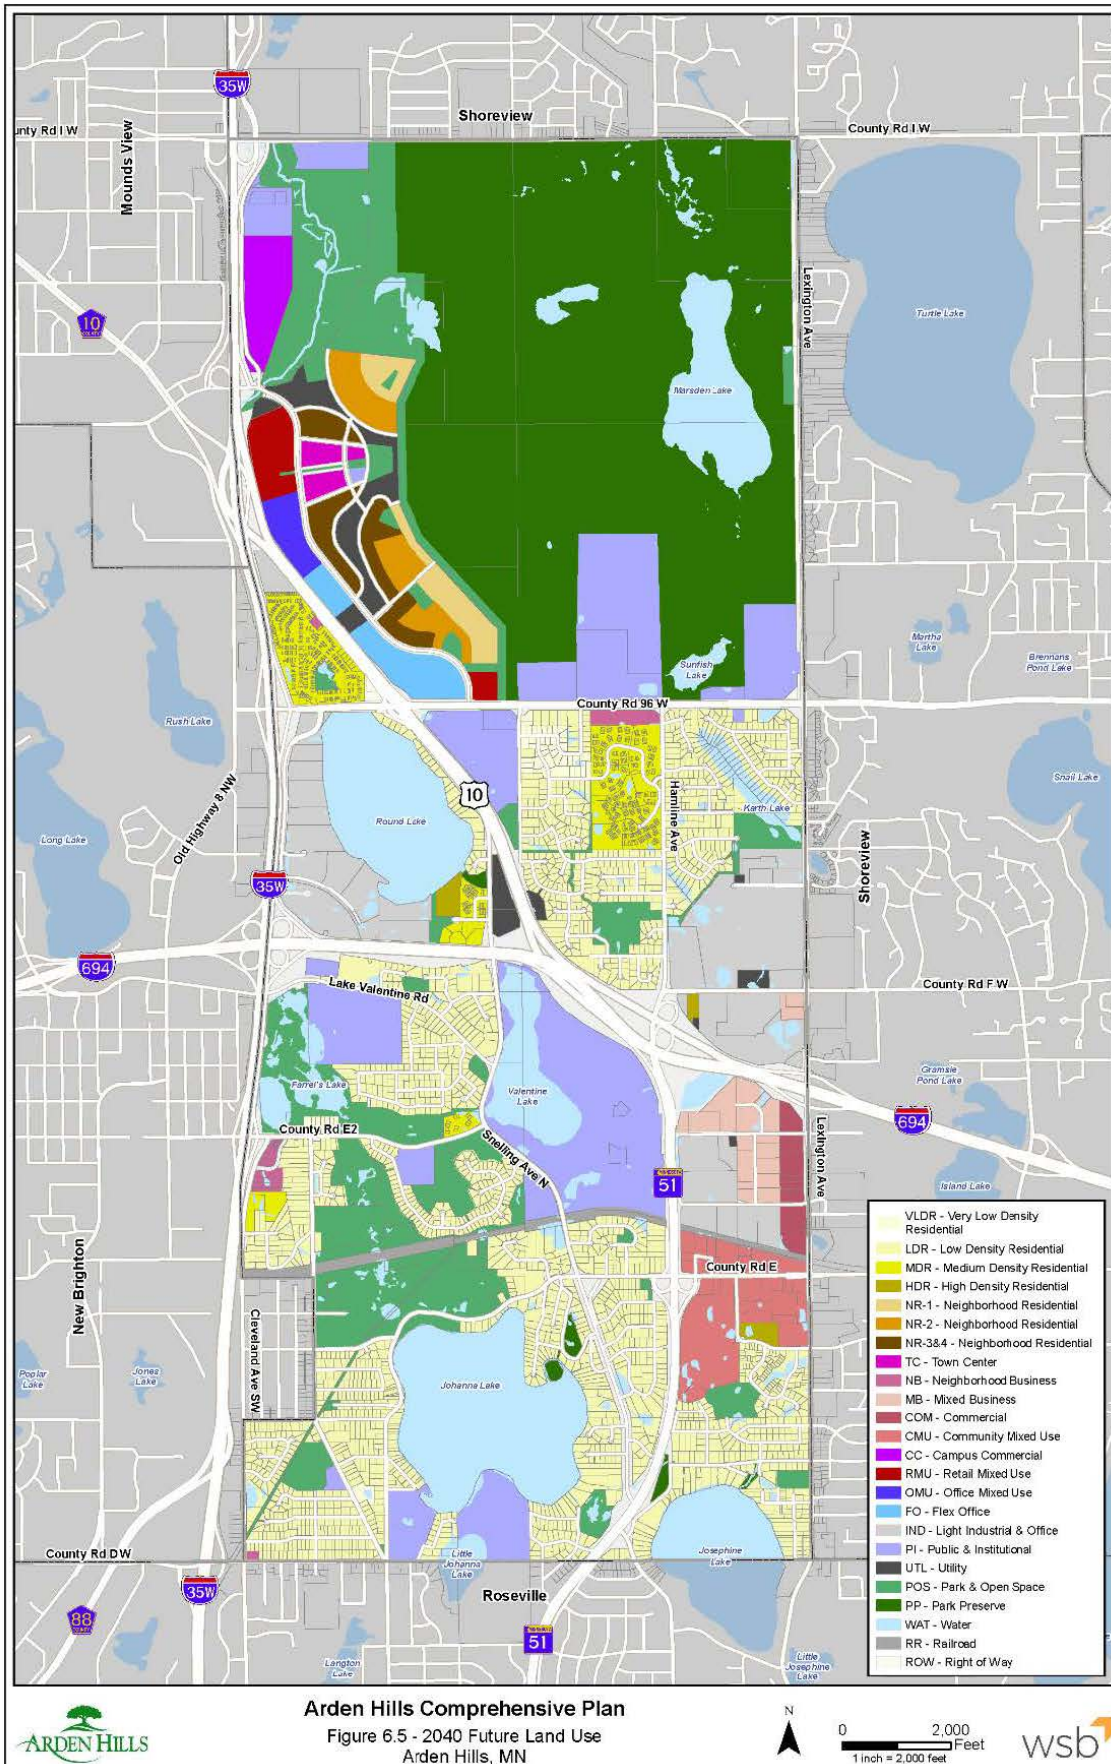 35W
Shoreview
unty Rd I W
County Rd I W
Mounds View
Lexington Ave
10
Turtle Lake
Marsden Lake
Martha
Lake
Brennans
Pond Lake
Sunfish
Lake
County Rd 96 W
Rush Lake
Snail Lake
10
Hamline Ave
Karth Lake
Round Lake
Long Lake
Old Highway 8 NW
Shoreview
35W
694
Lake Valentine Rd
County Rd F W
Gramsie
Pond Lake
Farrel's Lake
Valentine
Lake
694
County Rd E2
Snelling Ave N
Lexington Ave
51
Island Lake
County Rd E
New Brighton
Cleveland Ave SW
Poplar
Lake
Jones
Lake
Johanna Lake
County Rd D W
Little
Johanna
Lake
Josephine
Lake
35W
Roseville
88
51
Langton
Lake
Little
Josephine
Lake
VLDR - Very Low Density
Residential
LDR - Low Density Residential
MDR - Medium Density Residential
HDR - High Density Residential
NR-1 - Neighborhood Residential
NR-2 - Neighborhood Residential
NR-3&4 - Neighborhood Residential
TC - Town Center
NB - Neighborhood Business
MB - Mixed Business
COM - Commercial
CMU - Community Mixed Use
CC - Campus Commercial
RMU - Retail Mixed Use
OMU - Office Mixed Use
FO - Flex Office
IND - Light Industrial & Office
PI - Public & Institutional
UTL - Utility
POS - Park & Open Space
PP - Park Preserve
WAT - Water
RR - Railroad
ROW - Right of Way
ARDEN HILLS
Arden Hills Comprehensive Plan
Figure 6.5 - 2040 Future Land Use
Arden Hills, MN
N
0 2,000
Feet
1 inch = 2,000 feet
wsb